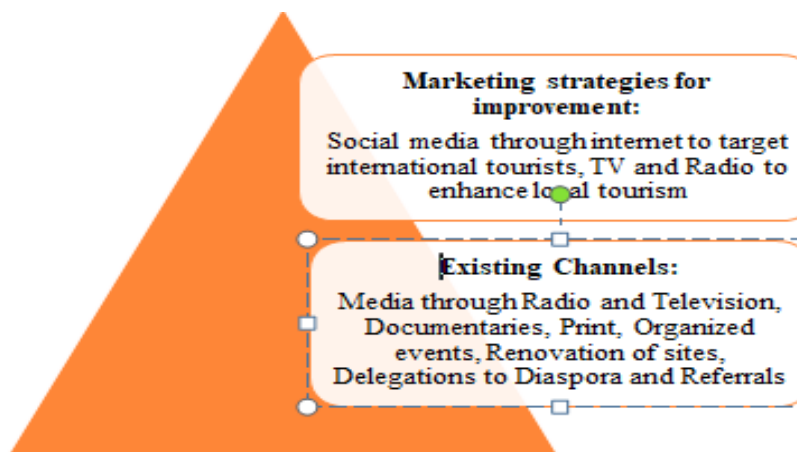 Marketing strategies for
improvement:
Social media through internet to target
international tourists, TV and Radio to
enhance local tourism
Existing Channels:
Media through Radio and Television,
Documentaries, Print, Organized
events, Renovation of sites,
Delegations to Diaspora and Referrals